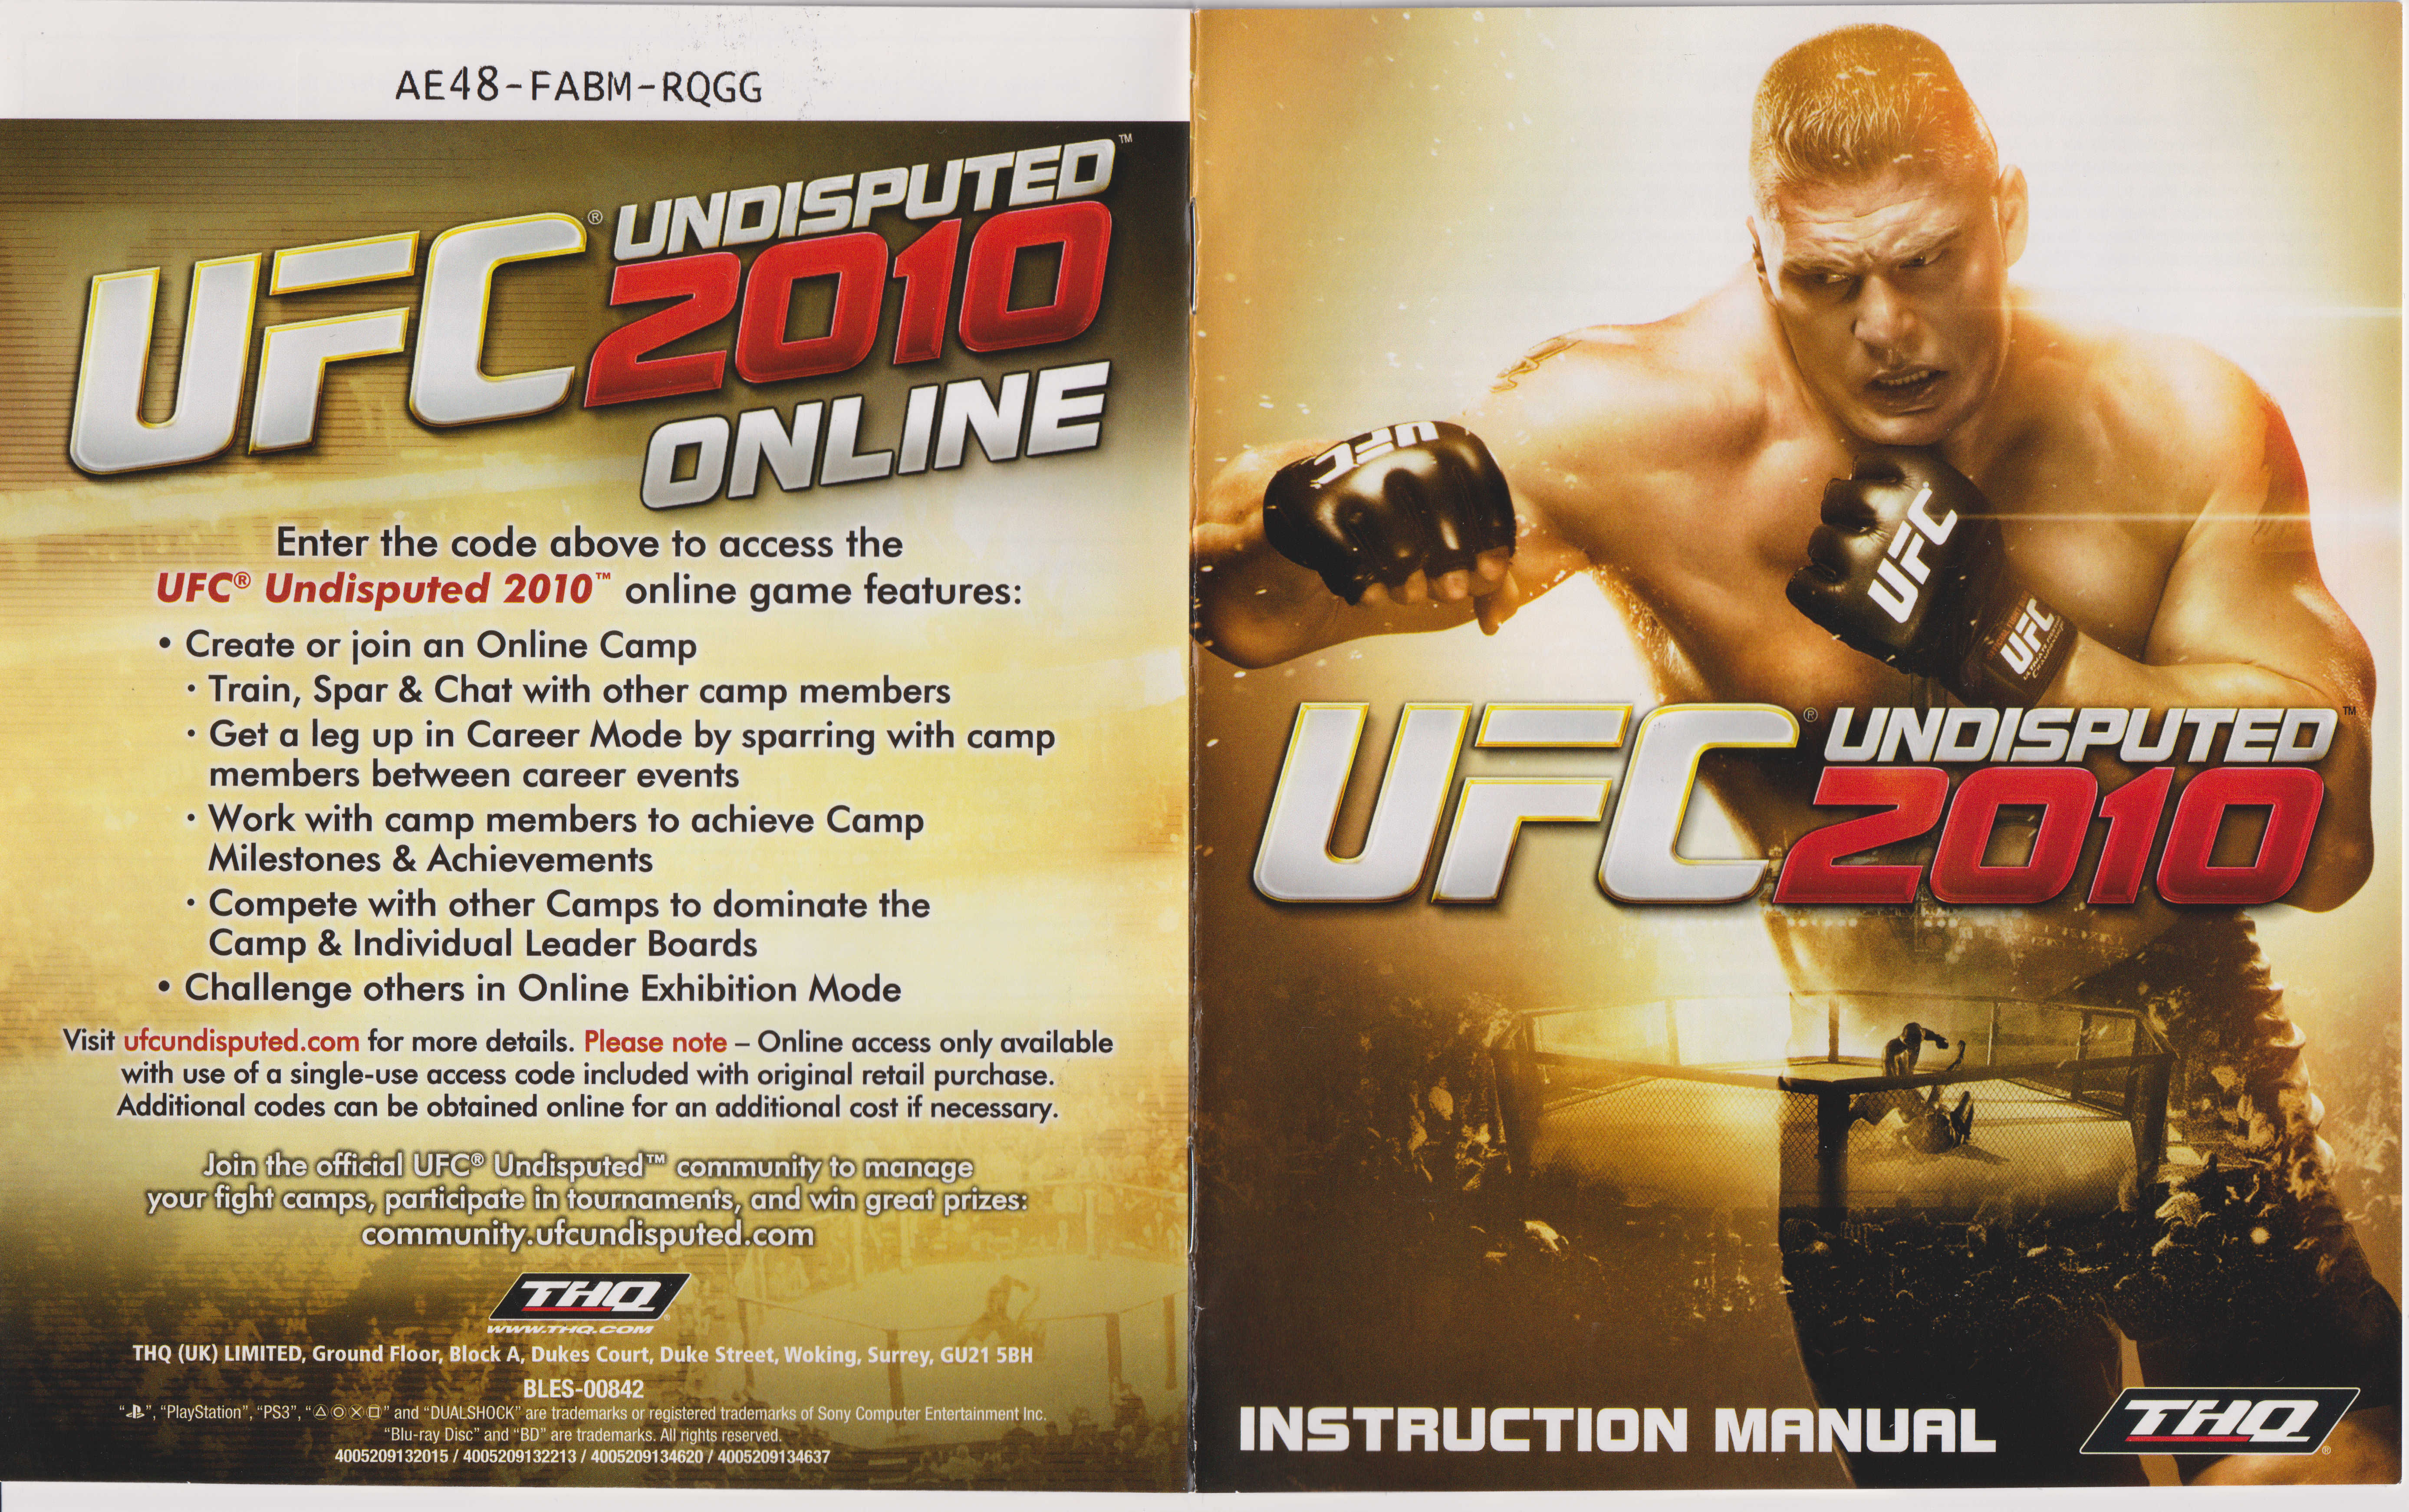 AE48-FABM-RQGG
UFC® UNDISPUTED™
2010
ONLINE
Enter the code above to access the
UFC® Undisputed 2010™ online game features:
• Create or join an Online Camp
· Train, Spar & Chat with other camp members
· Get a leg up in Career Mode by sparring with camp
members between career events
· Work with camp members to achieve Camp
Milestones & Achievements
· Compete with other Camps to dominate the
Camp & Individual Leader Boards
• Challenge others in Online Exhibition Mode
Visit ufcundisputed.com for more details. Please note – Online access only available
with use of a single-use access code included with original retail purchase.
Additional codes can be obtained online for an additional cost if necessary.
Join the official UFC® Undisputed™ community to manage
your fight camps, participate in tournaments, and win great prizes:
community.ufcundisputed.com
THQ®
WWW.THQ.COM
THQ (UK) LIMITED, Ground Floor, Block A, Dukes Court, Duke Street, Woking, Surrey, GU21 5BH
BLES-00842
“”, “PlayStation”, “PS3”, “△○✕□” and “DUALSHOCK” are trademarks or registered trademarks of Sony Computer Entertainment Inc.
“Blu-ray Disc” and “BD” are trademarks. All rights reserved.
4005209132015 / 4005209132213 / 4005209134620 / 4005209134637
UFC
UFC
UFC
UFC® UNDISPUTED™
2010
INSTRUCTION MANUAL
THQ®